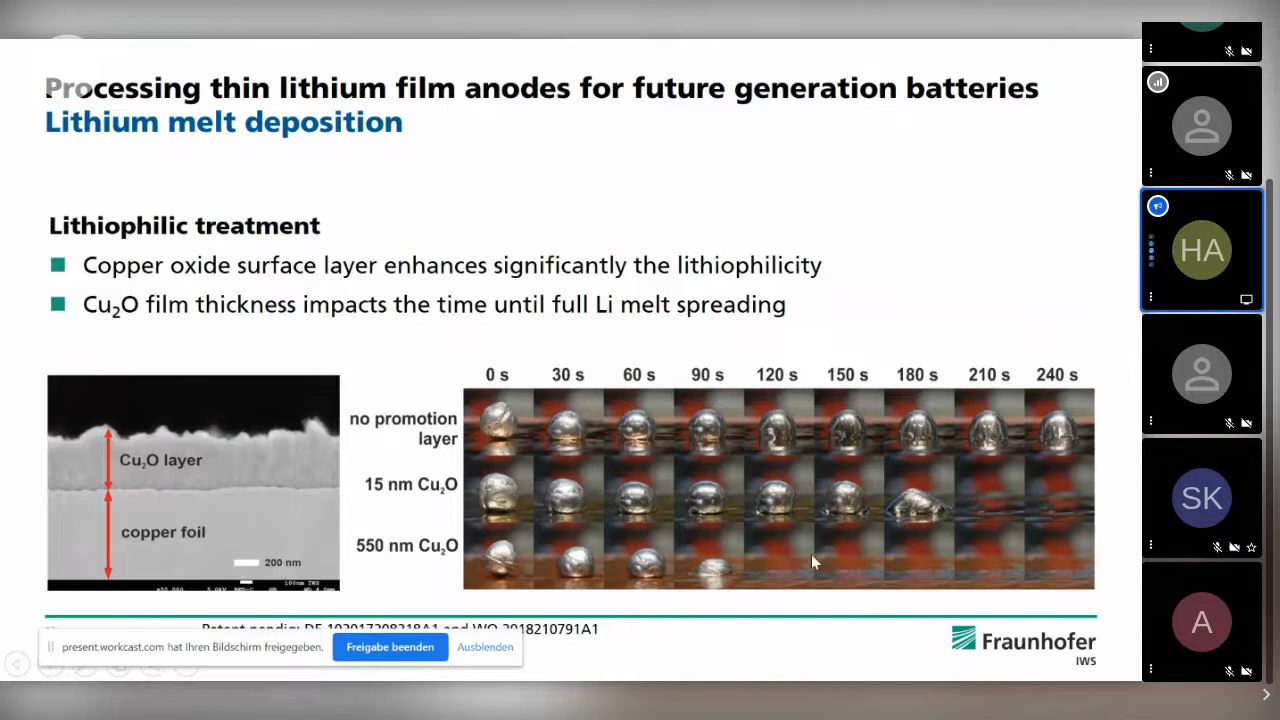 Processing thin lithium film anodes for future generation batteries
Lithium melt deposition
Lithiophilic treatment
Copper oxide surface layer enhances significantly the lithiophilicity
Cu₂O film thickness impacts the time until full Li melt spreading
0 s 30 s 60 s 90 s 120 s 150 s 180 s 210 s 240 s
no promotion
layer
15 nm Cu₂O
550 nm Cu₂O
Cu₂O layer
copper foil
200 nm
100nm IWS
Patent pendig: DE 102017208218A1 and WO 2018210791A1
present.workcast.com hat Ihren Bildschirm freigegeben.
Freigabe beenden
Ausblenden
Fraunhofer
IWS
HA
SK
A